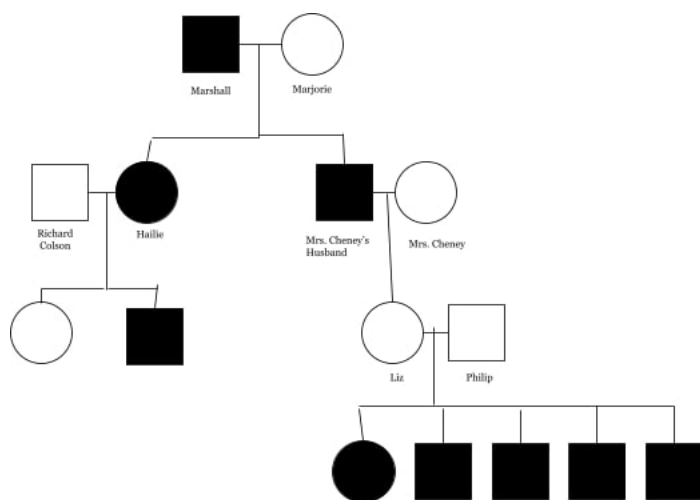 Marshall
Marjorie
Richard
Colson
Hailie
Mrs. Cheney's
Husband
Mrs. Cheney
Liz
Philip